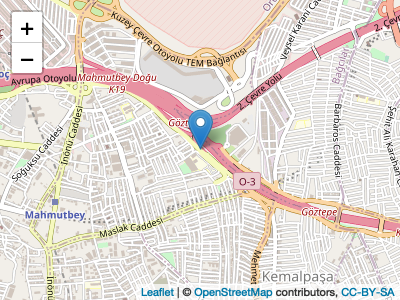 +
−
Kuzey Çevre Otoyolu TEM Bağlantısı
Veysel Karani Caddesi
2. Çevre
Avrupa Otoyolu
Mahmutbey Doğu
K19
2. Çevre Yolu
Bağcılar
Barbaros Caddesi
Şehit Ali Karahan
Soğuksu Caddesi
İnönü Caddesi
O-3
Göztepe
Mahmutbey
Maslak Caddesi
Kemalpaşa
Leaflet | © OpenStreetMap contributors, CC-BY-SA